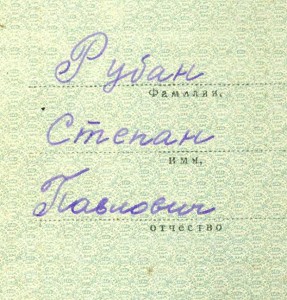 Рубан
Фамилия,
Степан
имя,
Павлович
отчество